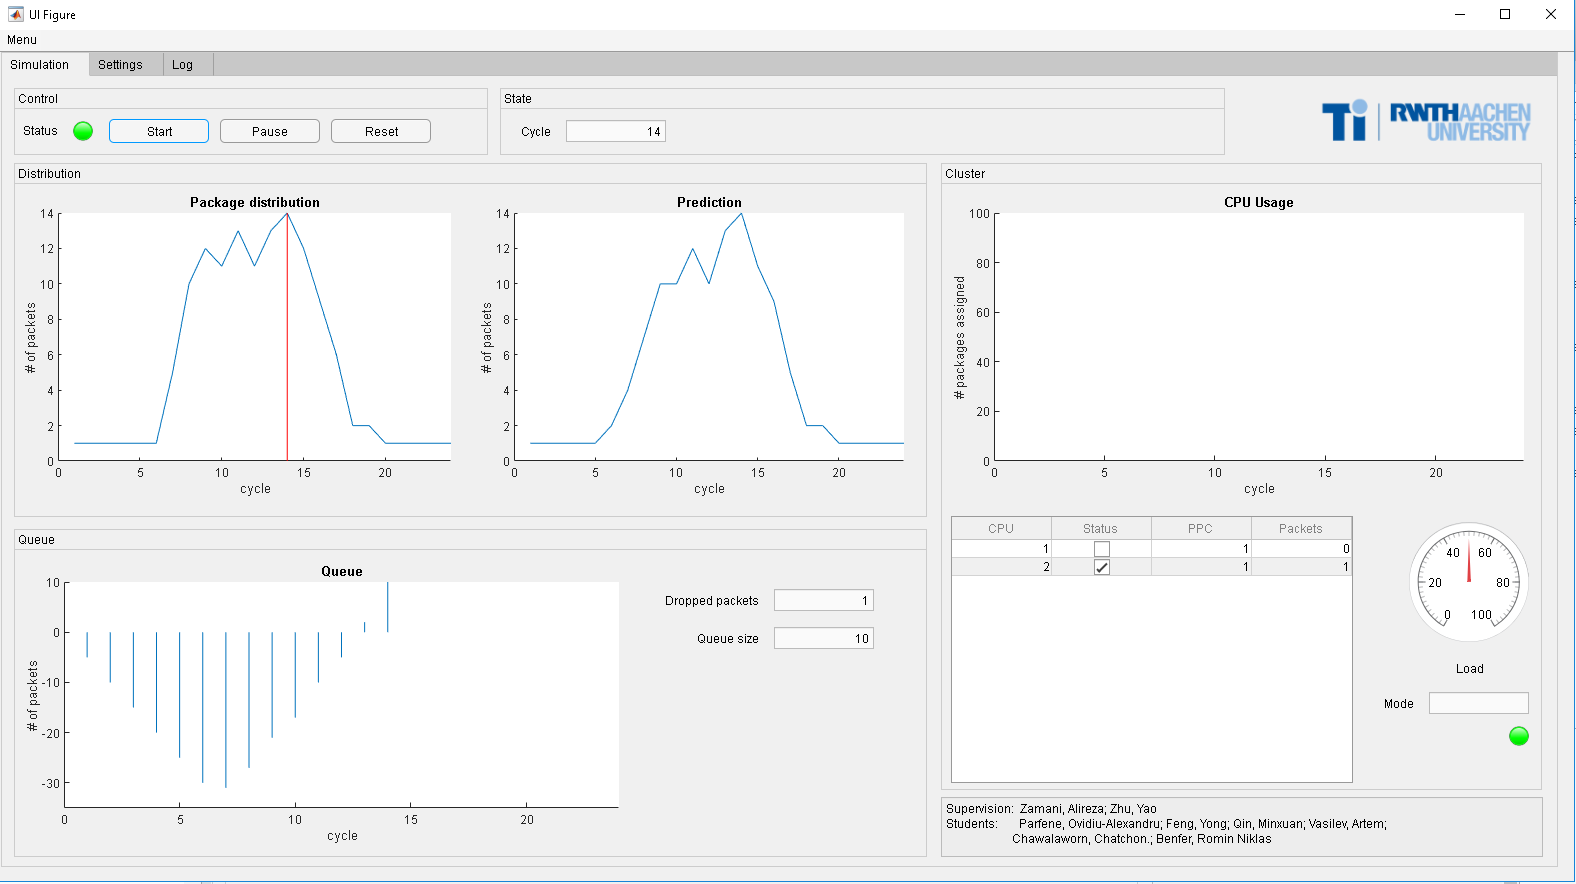 UI Figure
Menu
Simulation Settings Log
Control
Status Start Pause Reset
State
Cycle 14
Ti RWTHAACHEN
UNIVERSITY
Distribution
Package distribution
14
12
10
8
6
4
2
0
# of packets
0 5 10 15 20
cycle
Prediction
14
12
10
8
6
4
2
0
# of packets
0 5 10 15 20
cycle
Cluster
CPU Usage
100
80
60
40
20
0
# packages assigned
0 5 10 15 20
cycle
Queue
Queue
10
0
-10
-20
-30
# of packets
0 5 10 15 20
cycle
Dropped packets 1
Queue size 10
CPU Status PPC Packets
1 1 0
2 1 1
0 20 40 60 80 100
Load
Mode
Supervision: Zamani, Alireza; Zhu, Yao
Students: Parfene, Ovidiu-Alexandru; Feng, Yong; Qin, Minxuan; Vasilev, Artem;
Chawalaworn, Chatchon.; Benfer, Romin Niklas